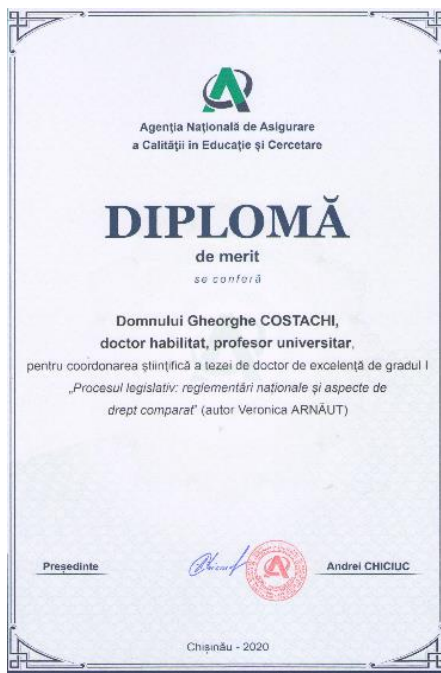 Agenția Națională de Asigurare
a Calității în Educație și Cercetare
DIPLOMĂ
de merit
se conferă
Domnului Gheorghe COSTACHI,
doctor habilitat, profesor universitar,
pentru coordonarea științifică a tezei de doctor de excelență de gradul I
„Procesul legislativ: reglementări naționale și aspecte de
drept comparat” (autor Veronica ARNĂUT)
Președinte
Andrei CHICIUC
Chișinău - 2020